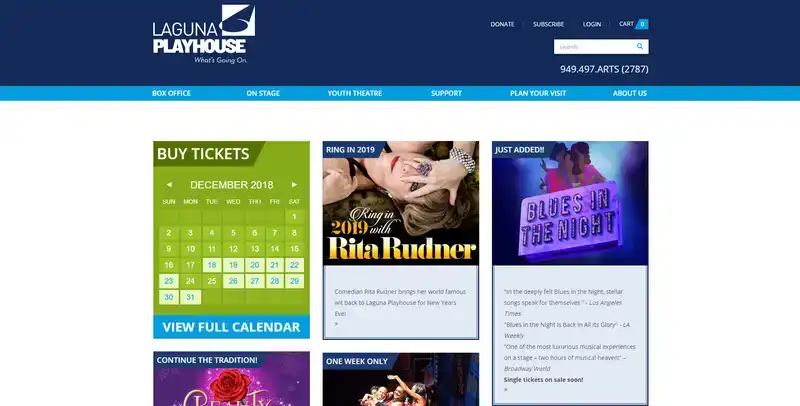 LAGUNA
PLAYHOUSE
What's Going On.
DONATE SUBSCRIBE LOGIN CART 0
search
949.497.ARTS (2787)
BOX OFFICE ON STAGE YOUTH THEATRE SUPPORT PLAN YOUR VISIT ABOUT US
BUY TICKETS
◄ DECEMBER 2018 ►
SUN MON TUE WED THU FRI SAT
1
2 3 4 5 6 7 8
9 10 11 12 13 14 15
16 17 18 19 20 21 22
23 24 25 26 27 28 29
30 31
VIEW FULL CALENDAR
RING IN 2019
Ring in
2019 with
Rita Rudner
Comedian Rita Rudner brings her world famous
wit back to Laguna Playhouse for New Years
Eve!
>
JUST ADDED!!
BLUES IN
THE NIGHT
"In the deeply felt Blues in the Night, stellar
songs speak for themselves." - Los Angeles
Times
"Blues in the Night is Back in All its Glory" - LA
Weekly
"One of the most luxurious musical experiences
on a stage – two hours of musical heaven!" –
Broadway World
Single tickets on sale soon!
>
CONTINUE THE TRADITION!
BEAUTY
ONE WEEK ONLY